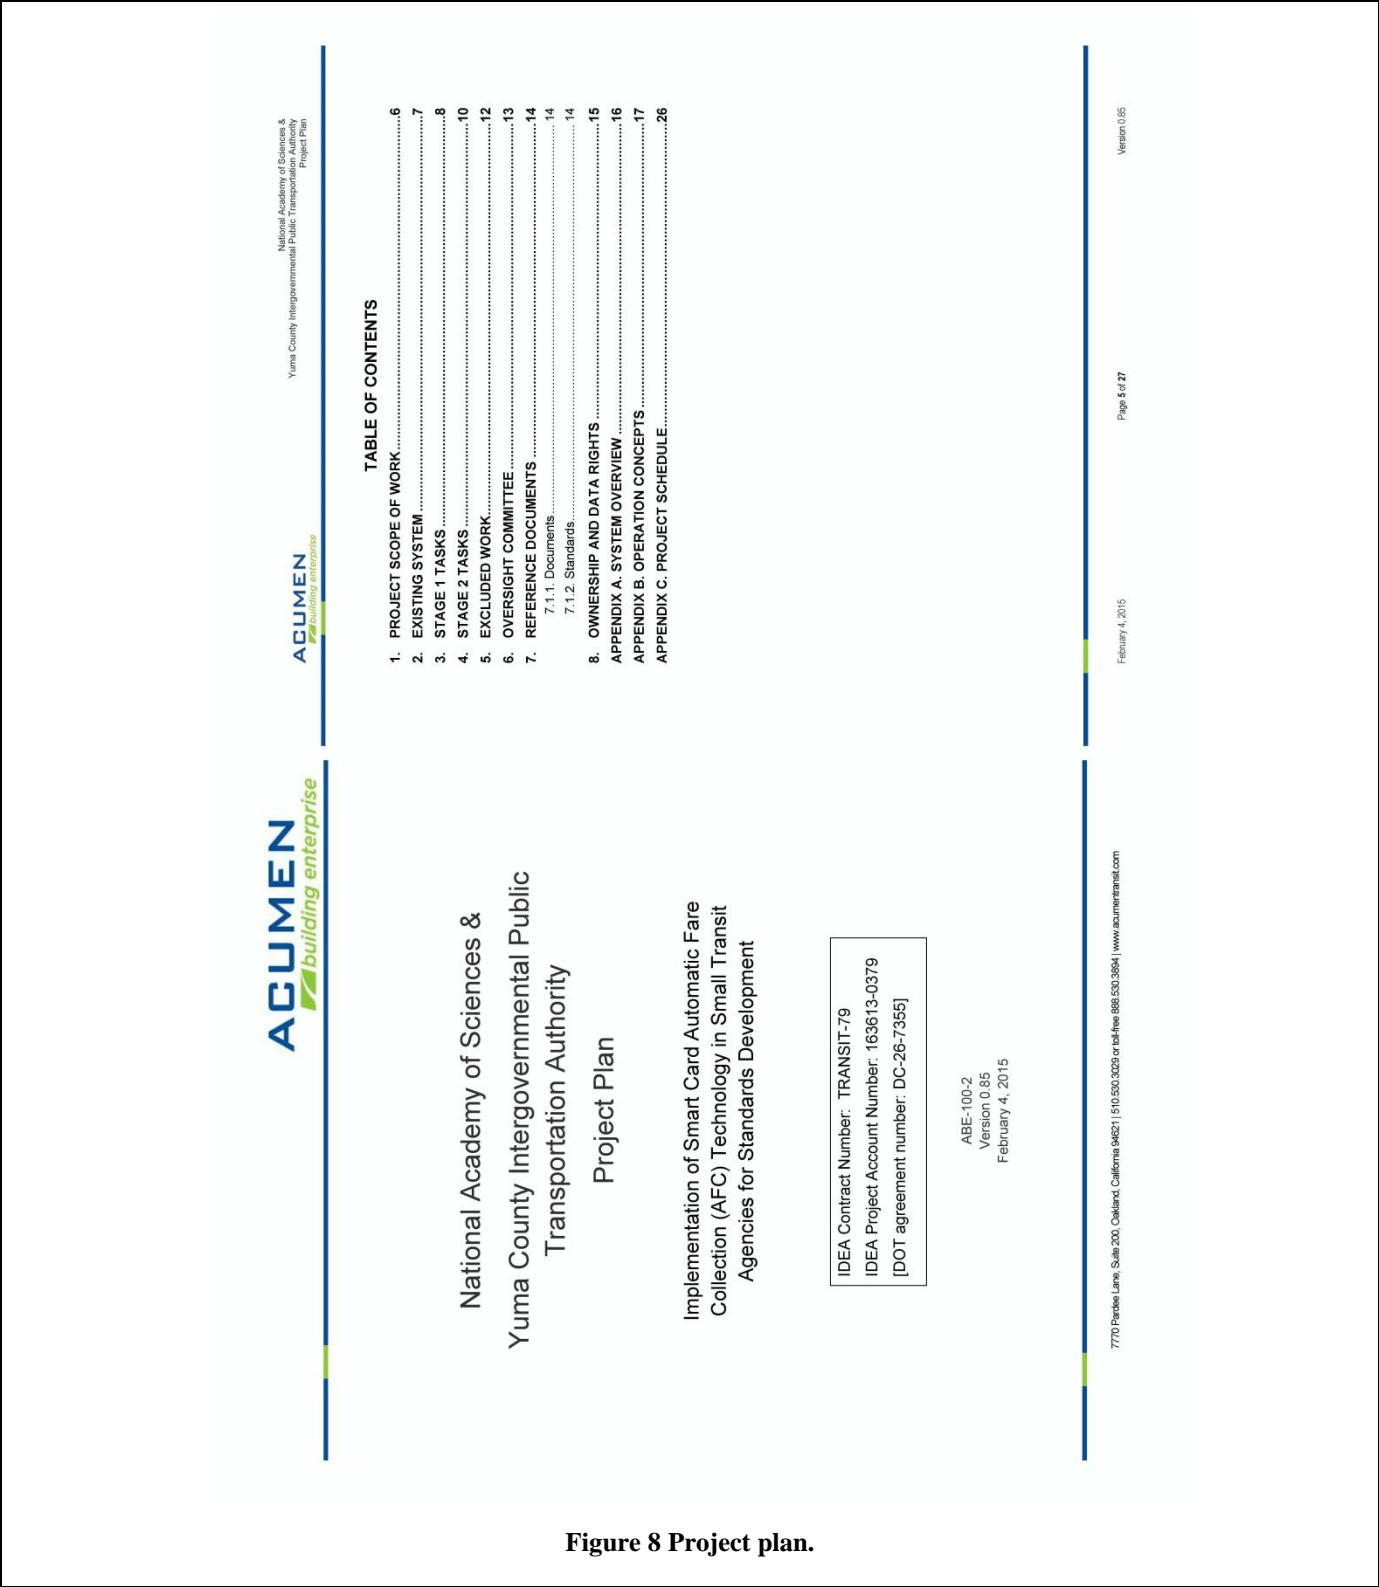 ACUMEN
building enterprise
National Academy of Sciences &
Yuma County Intergovernmental Public
Transportation Authority
Project Plan
Implementation of Smart Card Automatic Fare
Collection (AFC) Technology in Small Transit
Agencies for Standards Development
IDEA Contract Number: TRANSIT-79
IDEA Project Account Number: 163613-0379
[DOT agreement number: DC-26-7355]
ABE-100-2
Version 0.85
February 4, 2015
7770 Pardee Lane, Suite 200, Oakland, California 94621 | 510.530.3029 or toll-free 888.530.3894 | www.acumentransit.com
ACUMEN
building enterprise
National Academy of Sciences &
Yuma County Intergovernmental Public Transportation Authority
Project Plan
TABLE OF CONTENTS
1. PROJECT SCOPE OF WORK.....6
2. EXISTING SYSTEM.....7
3. STAGE 1 TASKS.....8
4. STAGE 2 TASKS.....10
5. EXCLUDED WORK.....12
6. OVERSIGHT COMMITTEE.....13
7. REFERENCE DOCUMENTS.....14
7.1.1. Documents.....14
7.1.2. Standards.....14
8. OWNERSHIP AND DATA RIGHTS.....15
APPENDIX A. SYSTEM OVERVIEW.....16
APPENDIX B. OPERATION CONCEPTS.....17
APPENDIX C. PROJECT SCHEDULE.....26
February 4, 2015 Page 5 of 27 Version 0.85
Figure 8 Project plan.